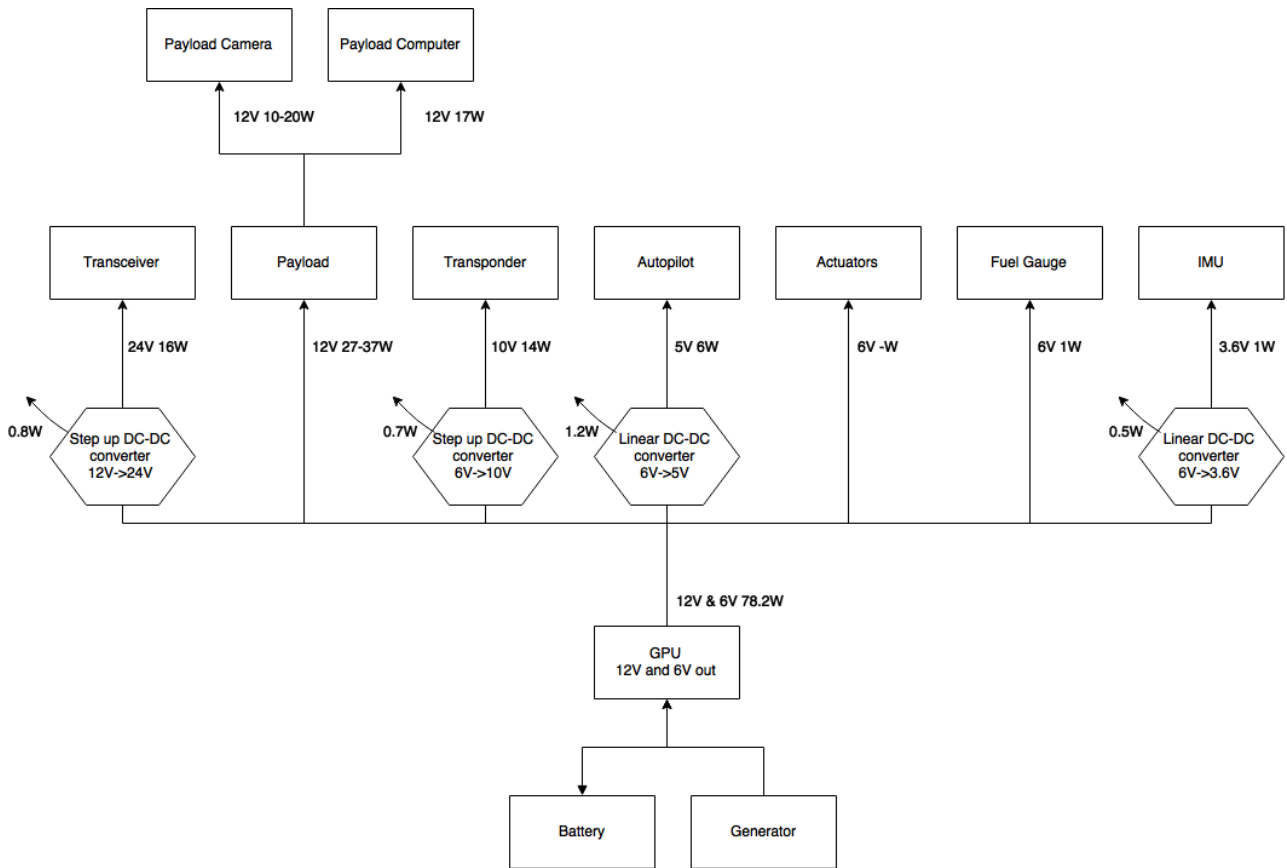 Payload Camera
Payload Computer
12V 10-20W
12V 17W
Transceiver
Payload
Transponder
Autopilot
Actuators
Fuel Gauge
IMU
24V 16W
12V 27-37W
10V 14W
5V 6W
6V -W
6V 1W
3.6V 1W
0.8W
Step up DC-DC
converter
12V->24V
0.7W
Step up DC-DC
converter
6V->10V
1.2W
Linear DC-DC
converter
6V->5V
0.5W
Linear DC-DC
converter
6V->3.6V
12V & 6V 78.2W
GPU
12V and 6V out
Battery
Generator